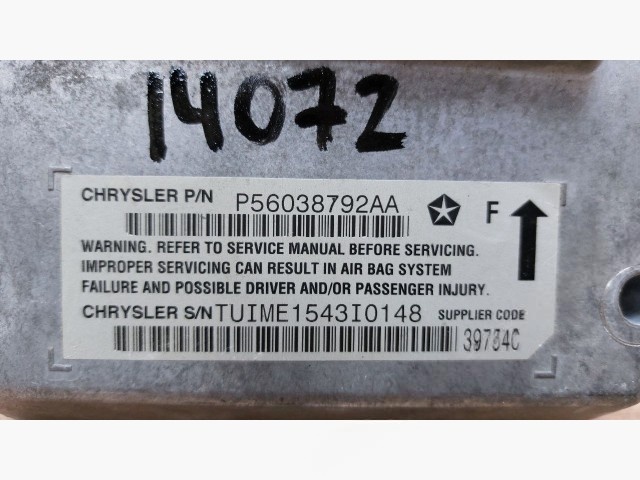 14072
CHRYSLER P/N P56038792AA
F
WARNING. REFER TO SERVICE MANUAL BEFORE SERVICING.
IMPROPER SERVICING CAN RESULT IN AIR BAG SYSTEM
FAILURE AND POSSIBLE DRIVER AND/OR PASSENGER INJURY.
CHRYSLER S/N TUIME1543I0148 SUPPLIER CODE
39784C